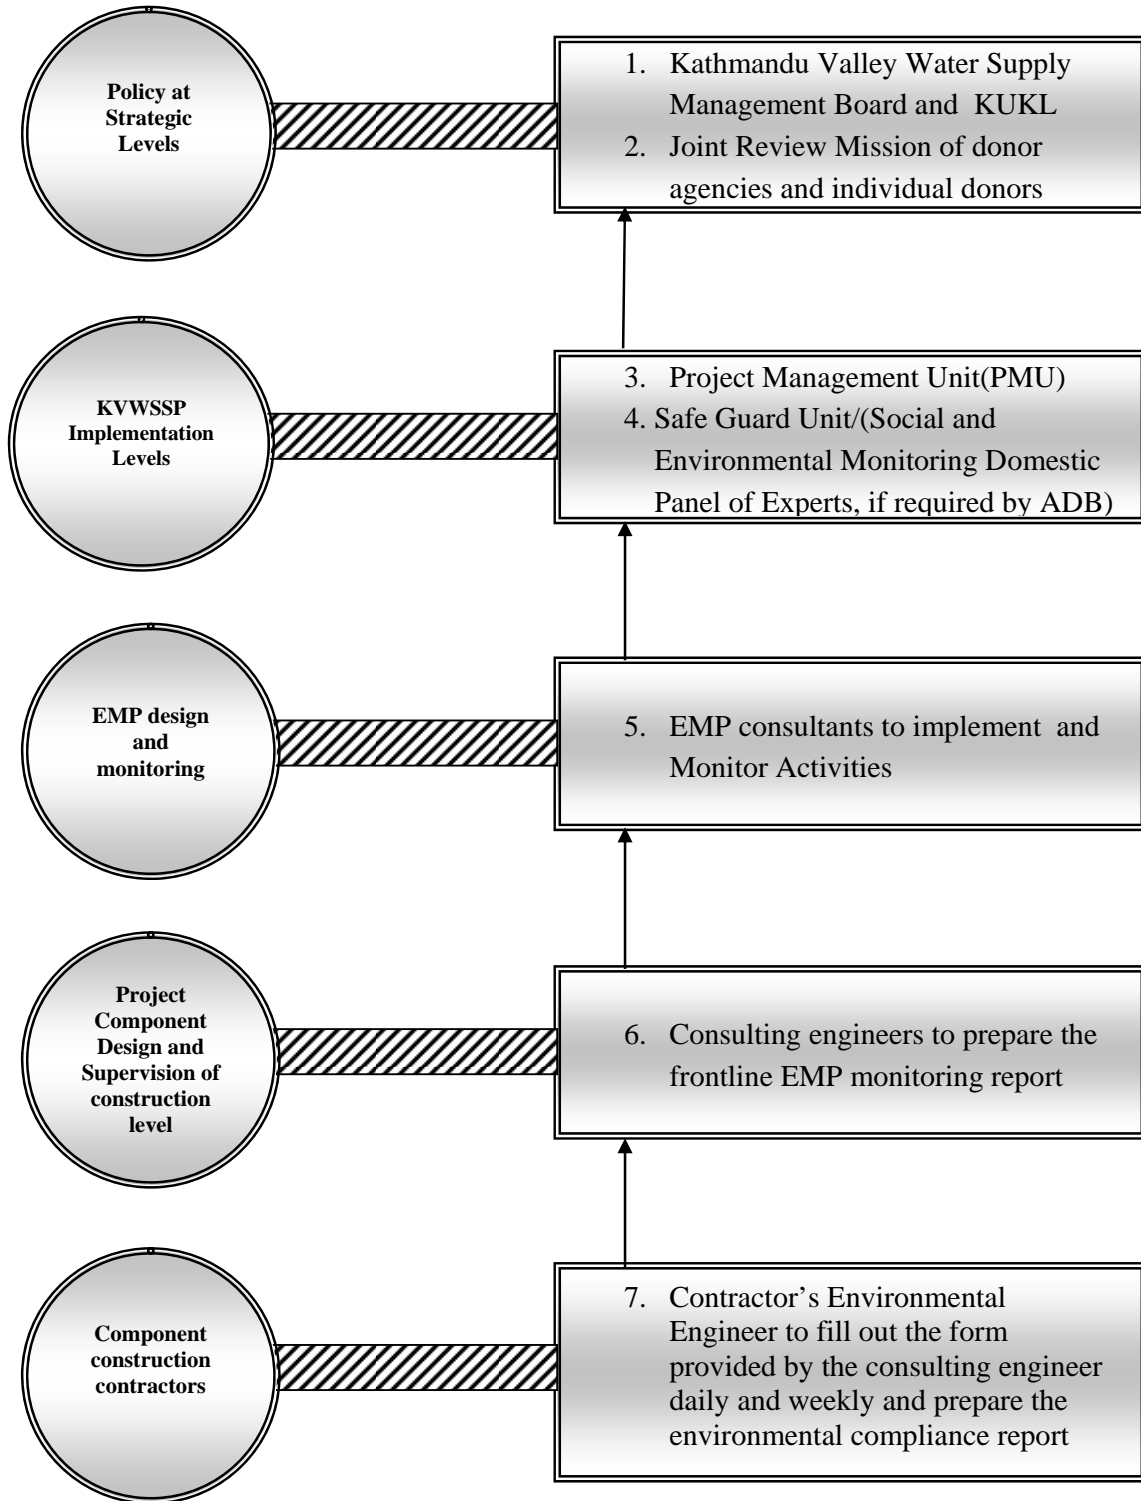 Policy at
Strategic
Levels
1. Kathmandu Valley Water Supply
Management Board and KUKL
2. Joint Review Mission of donor
agencies and individual donors
KVWSSP
Implementation
Levels
3. Project Management Unit(PMU)
4. Safe Guard Unit/(Social and
Environmental Monitoring Domestic
Panel of Experts, if required by ADB)
EMP design
and
monitoring
5. EMP consultants to implement and
Monitor Activities
Project
Component
Design and
Supervision of
construction
level
6. Consulting engineers to prepare the
frontline EMP monitoring report
Component
construction
contractors
7. Contractor’s Environmental
Engineer to fill out the form
provided by the consulting engineer
daily and weekly and prepare the
environmental compliance report